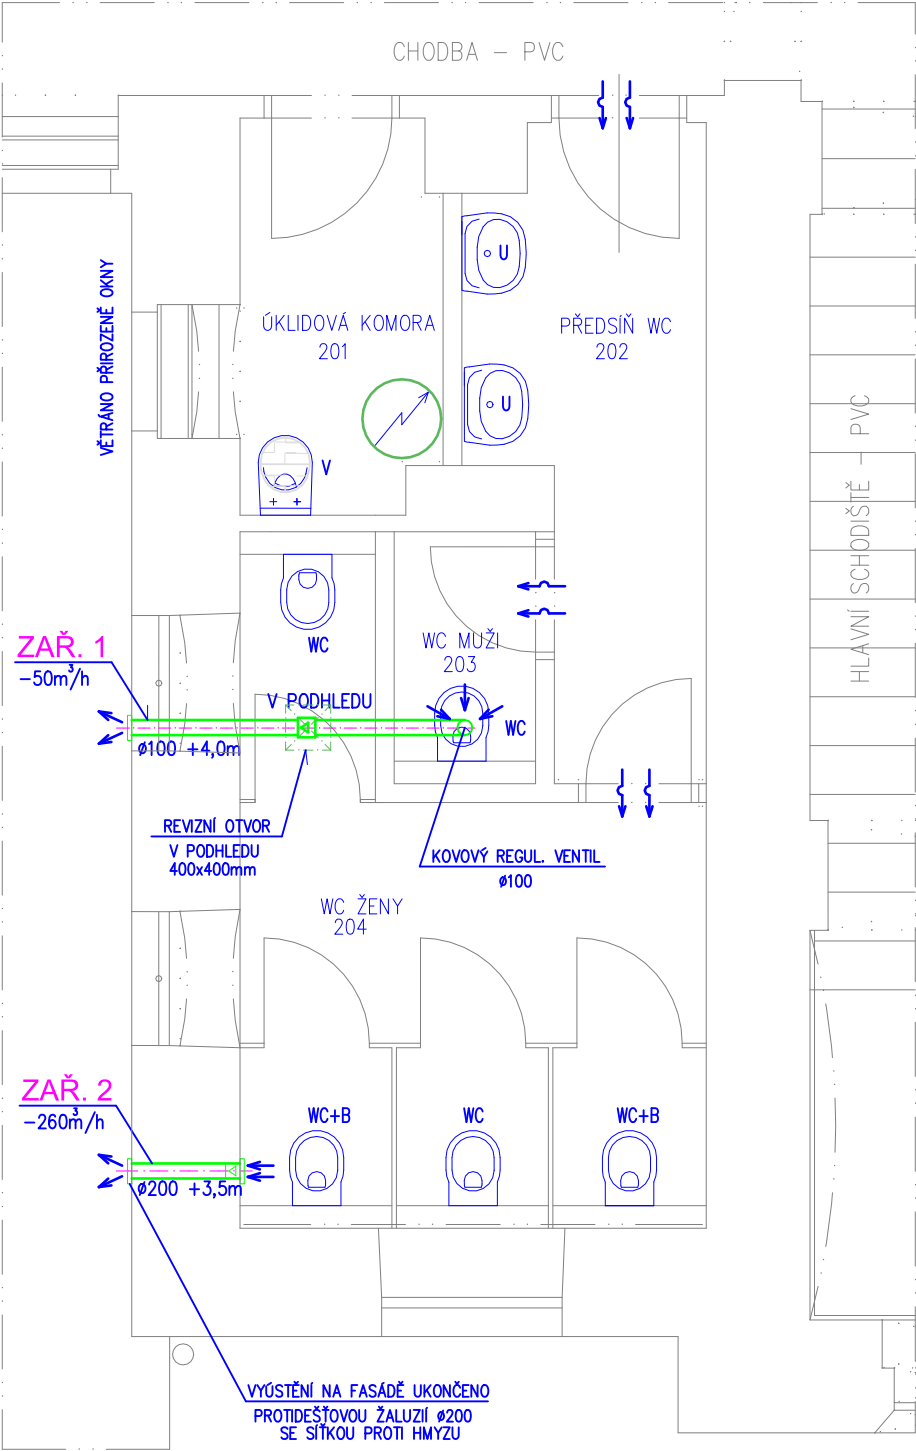 CHODBA - PVC
VĚTRÁNO PŘIROZENĚ OKNY
ÚKLIDOVÁ KOMORA
201
U
PŘEDSÍŇ WC
202
U
HLAVNÍ SCHODIŠTĚ - PVC
V
WC
WC MUŽI
203
ZAŘ. 1
-50m³/h
V PODHLEDU
WC
ø100 +4,0m
REVIZNÍ OTVOR
V PODHLEDU
400x400mm
KOVOVÝ REGUL. VENTIL
ø100
WC ŽENY
204
ZAŘ. 2
-260m³/h
WC+B
WC
WC+B
ø200 +3,5m
VYÚSTĚNÍ NA FASÁDĚ UKONČENO
PROTIDEŠŤOVOU ŽALUZIÍ ø200
SE SÍŤKOU PROTI HMYZU